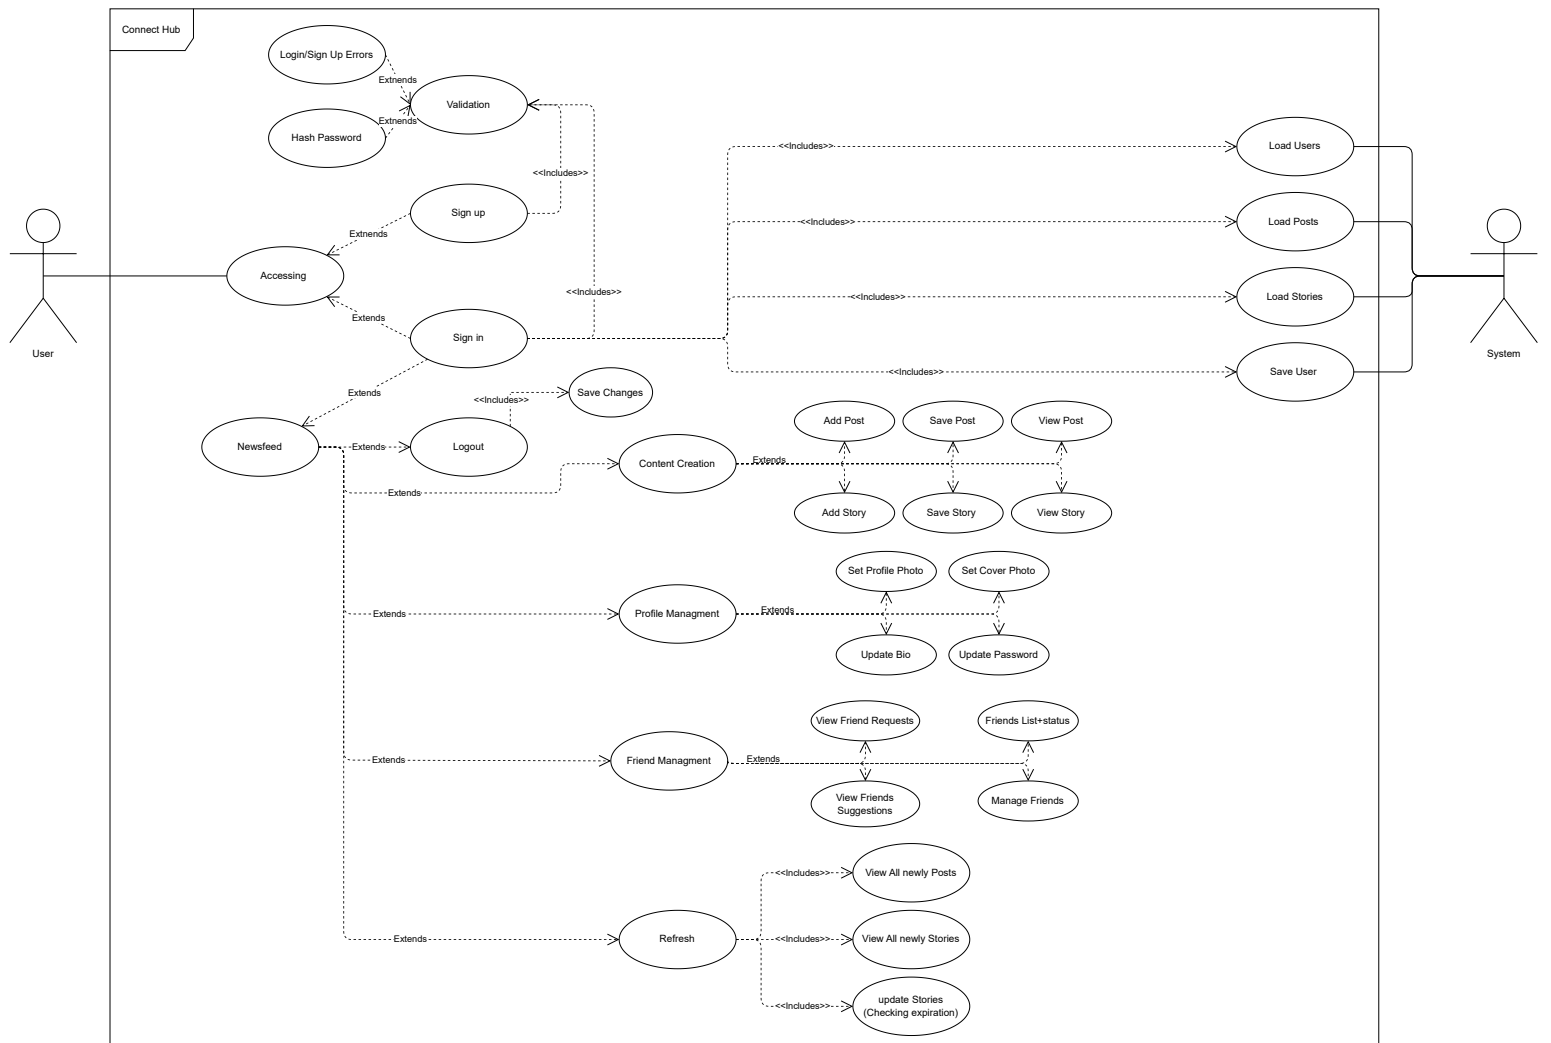 Connect Hub
Login/Sign Up Errors
Extnends
Validation
Extnends
Hash Password
<<Includes>>
Load Users
<<Includes>>
Sign up
<<Includes>>
Load Posts
Extnends
Accessing
<<Includes>>
<<Includes>>
Load Stories
Extends
Sign in
User
System
<<Includes>>
Save User
Extends
<<Includes>>
Save Changes
Add Post
Save Post
View Post
Newsfeed
Extends
Logout
Content Creation
Extends
Extends
Add Story
Save Story
View Story
Set Profile Photo
Set Cover Photo
Extends
Profile Managment
Extends
Update Bio
Update Password
View Friend Requests
Friends List+status
Extends
Friend Managment
Extends
View Friends
Suggestions
Manage Friends
<<Includes>>
View All newly Posts
Extends
Refresh
<<Includes>>
View All newly Stories
<<Includes>>
update Stories
(Checking expiration)